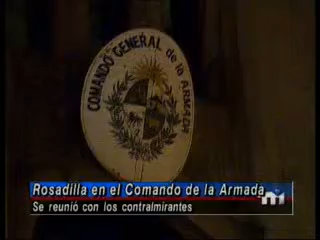 COMANDO GENERAL de la ARMADA
Rosadilla en el Comando de la Armada
Se reunió con los contralmirantes